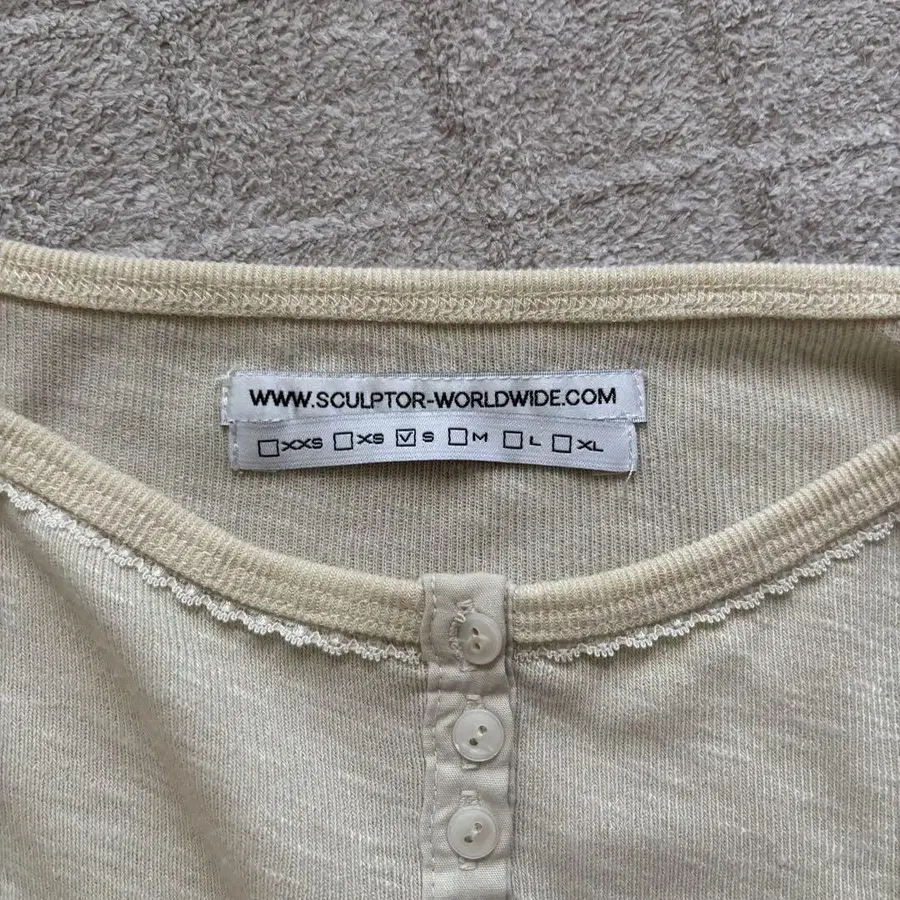 WWW.SCULPTOR-WORLDWIDE.COM
☐XXS ☐XS ☑S ☐M ☐L ☐XL